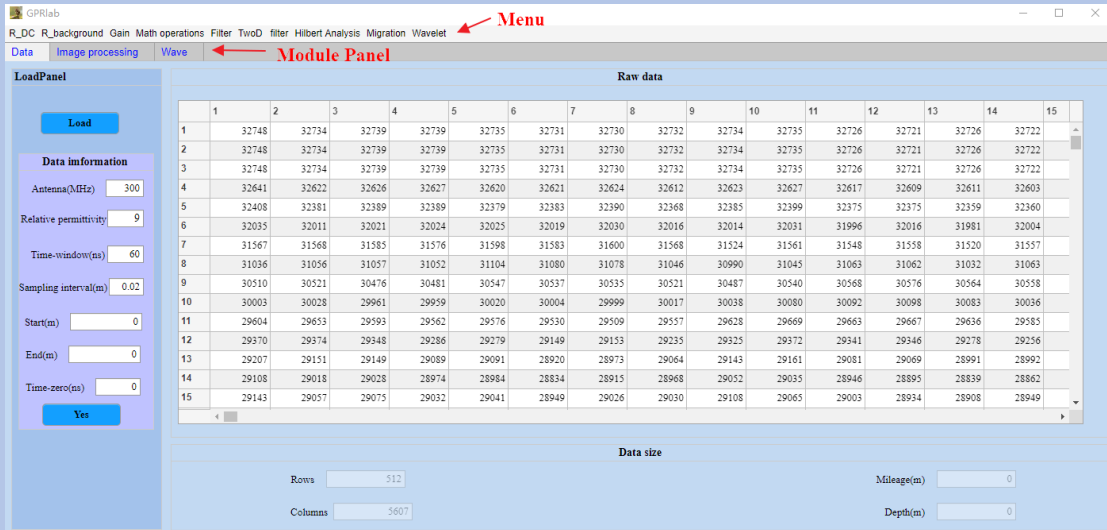 GPRlab
Menu
R_DC R_background Gain Math operations Filter TwoD filter Hilbert Analysis Migration Wavelet
Data Image processing Wave
Module Panel
LoadPanel
Load
Data imformation
Antenna(MHz) 300
Relative permittivity 9
Time-window(ns) 60
Sampling interval(m) 0.02
Start(m) 0
End(m) 0
Time-zero(ns) 0
Yes
Raw data
1 2 3 4 5 6 7 8 9 10 11 12 13 14 15
1 32748 32734 32739 32739 32735 32731 32730 32732 32734 32735 32726 32721 32726 32722
2 32748 32734 32739 32739 32735 32731 32730 32732 32734 32735 32726 32721 32726 32722
3 32748 32734 32739 32739 32735 32731 32730 32732 32734 32735 32726 32721 32726 32722
4 32641 32622 32626 32627 32620 32621 32624 32612 32623 32627 32617 32609 32611 32603
5 32408 32381 32389 32389 32379 32383 32390 32368 32385 32399 32375 32375 32359 32360
6 32035 32011 32021 32024 32025 32019 32030 32016 32014 32031 31996 32016 31981 32004
7 31567 31568 31585 31576 31598 31583 31600 31568 31524 31561 31548 31558 31520 31557
8 31036 31056 31057 31052 31104 31080 31078 31046 30990 31045 31063 31062 31032 31063
9 30510 30521 30476 30481 30547 30537 30535 30521 30487 30540 30568 30576 30564 30558
10 30003 30028 29961 29959 30020 30004 29999 30017 30038 30080 30092 30098 30083 30036
11 29604 29653 29593 29562 29576 29530 29509 29557 29628 29669 29663 29667 29636 29585
12 29370 29374 29348 29286 29279 29149 29153 29235 29325 29372 29341 29346 29278 29256
13 29207 29151 29149 29089 29091 28920 28973 29064 29143 29161 29081 29069 28991 28992
14 29108 29018 29028 28974 28984 28834 28915 28968 29052 29035 28946 28895 28839 28862
15 29143 29057 29075 29032 29041 28949 29026 29030 29108 29065 29003 28934 28908 28949
Data size
Rows 512 Mileage(m) 0
Columns 5607 Depth(m) 0